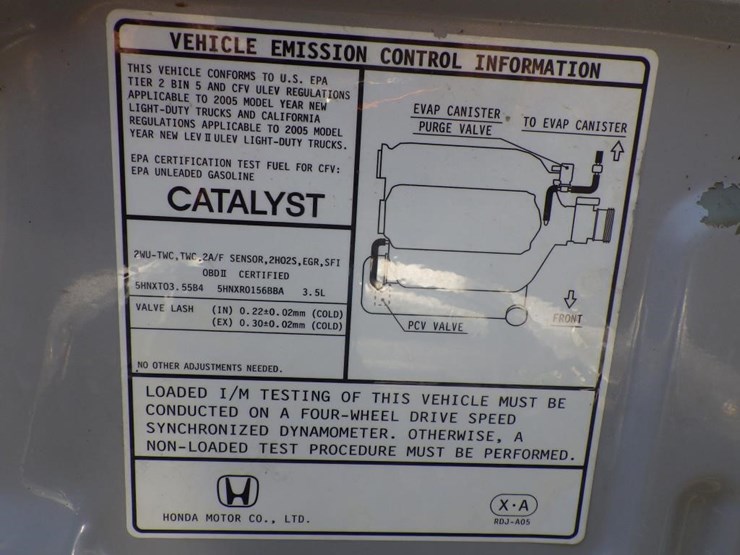 VEHICLE EMISSION CONTROL INFORMATION
THIS VEHICLE CONFORMS TO U.S. EPA
TIER 2 BIN 5 AND CFV ULEV REGULATIONS
APPLICABLE TO 2005 MODEL YEAR NEW
LIGHT-DUTY TRUCKS AND CALIFORNIA
REGULATIONS APPLICABLE TO 2005 MODEL
YEAR NEW LEV II ULEV LIGHT-DUTY TRUCKS.
EPA CERTIFICATION TEST FUEL FOR CFV:
EPA UNLEADED GASOLINE
CATALYST
2WU-TWC,TWC,2A/F SENSOR,2HO2S,EGR,SFI
OBDII CERTIFIED
5HNXT03.55B4 5HNXR0156BBA 3.5L
VALVE LASH (IN) 0.22±0.02mm (COLD)
(EX) 0.30±0.02mm (COLD)
NO OTHER ADJUSTMENTS NEEDED.
EVAP CANISTER
PURGE VALVE
TO EVAP CANISTER
FRONT
PCV VALVE
LOADED I/M TESTING OF THIS VEHICLE MUST BE
CONDUCTED ON A FOUR-WHEEL DRIVE SPEED
SYNCHRONIZED DYNAMOMETER. OTHERWISE, A
NON-LOADED TEST PROCEDURE MUST BE PERFORMED.
HONDA MOTOR CO., LTD.
X·A
RDJ-A05